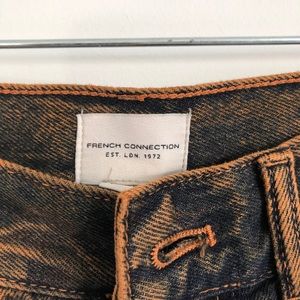 FRENCH CONNECTION
EST. LDN. 1972